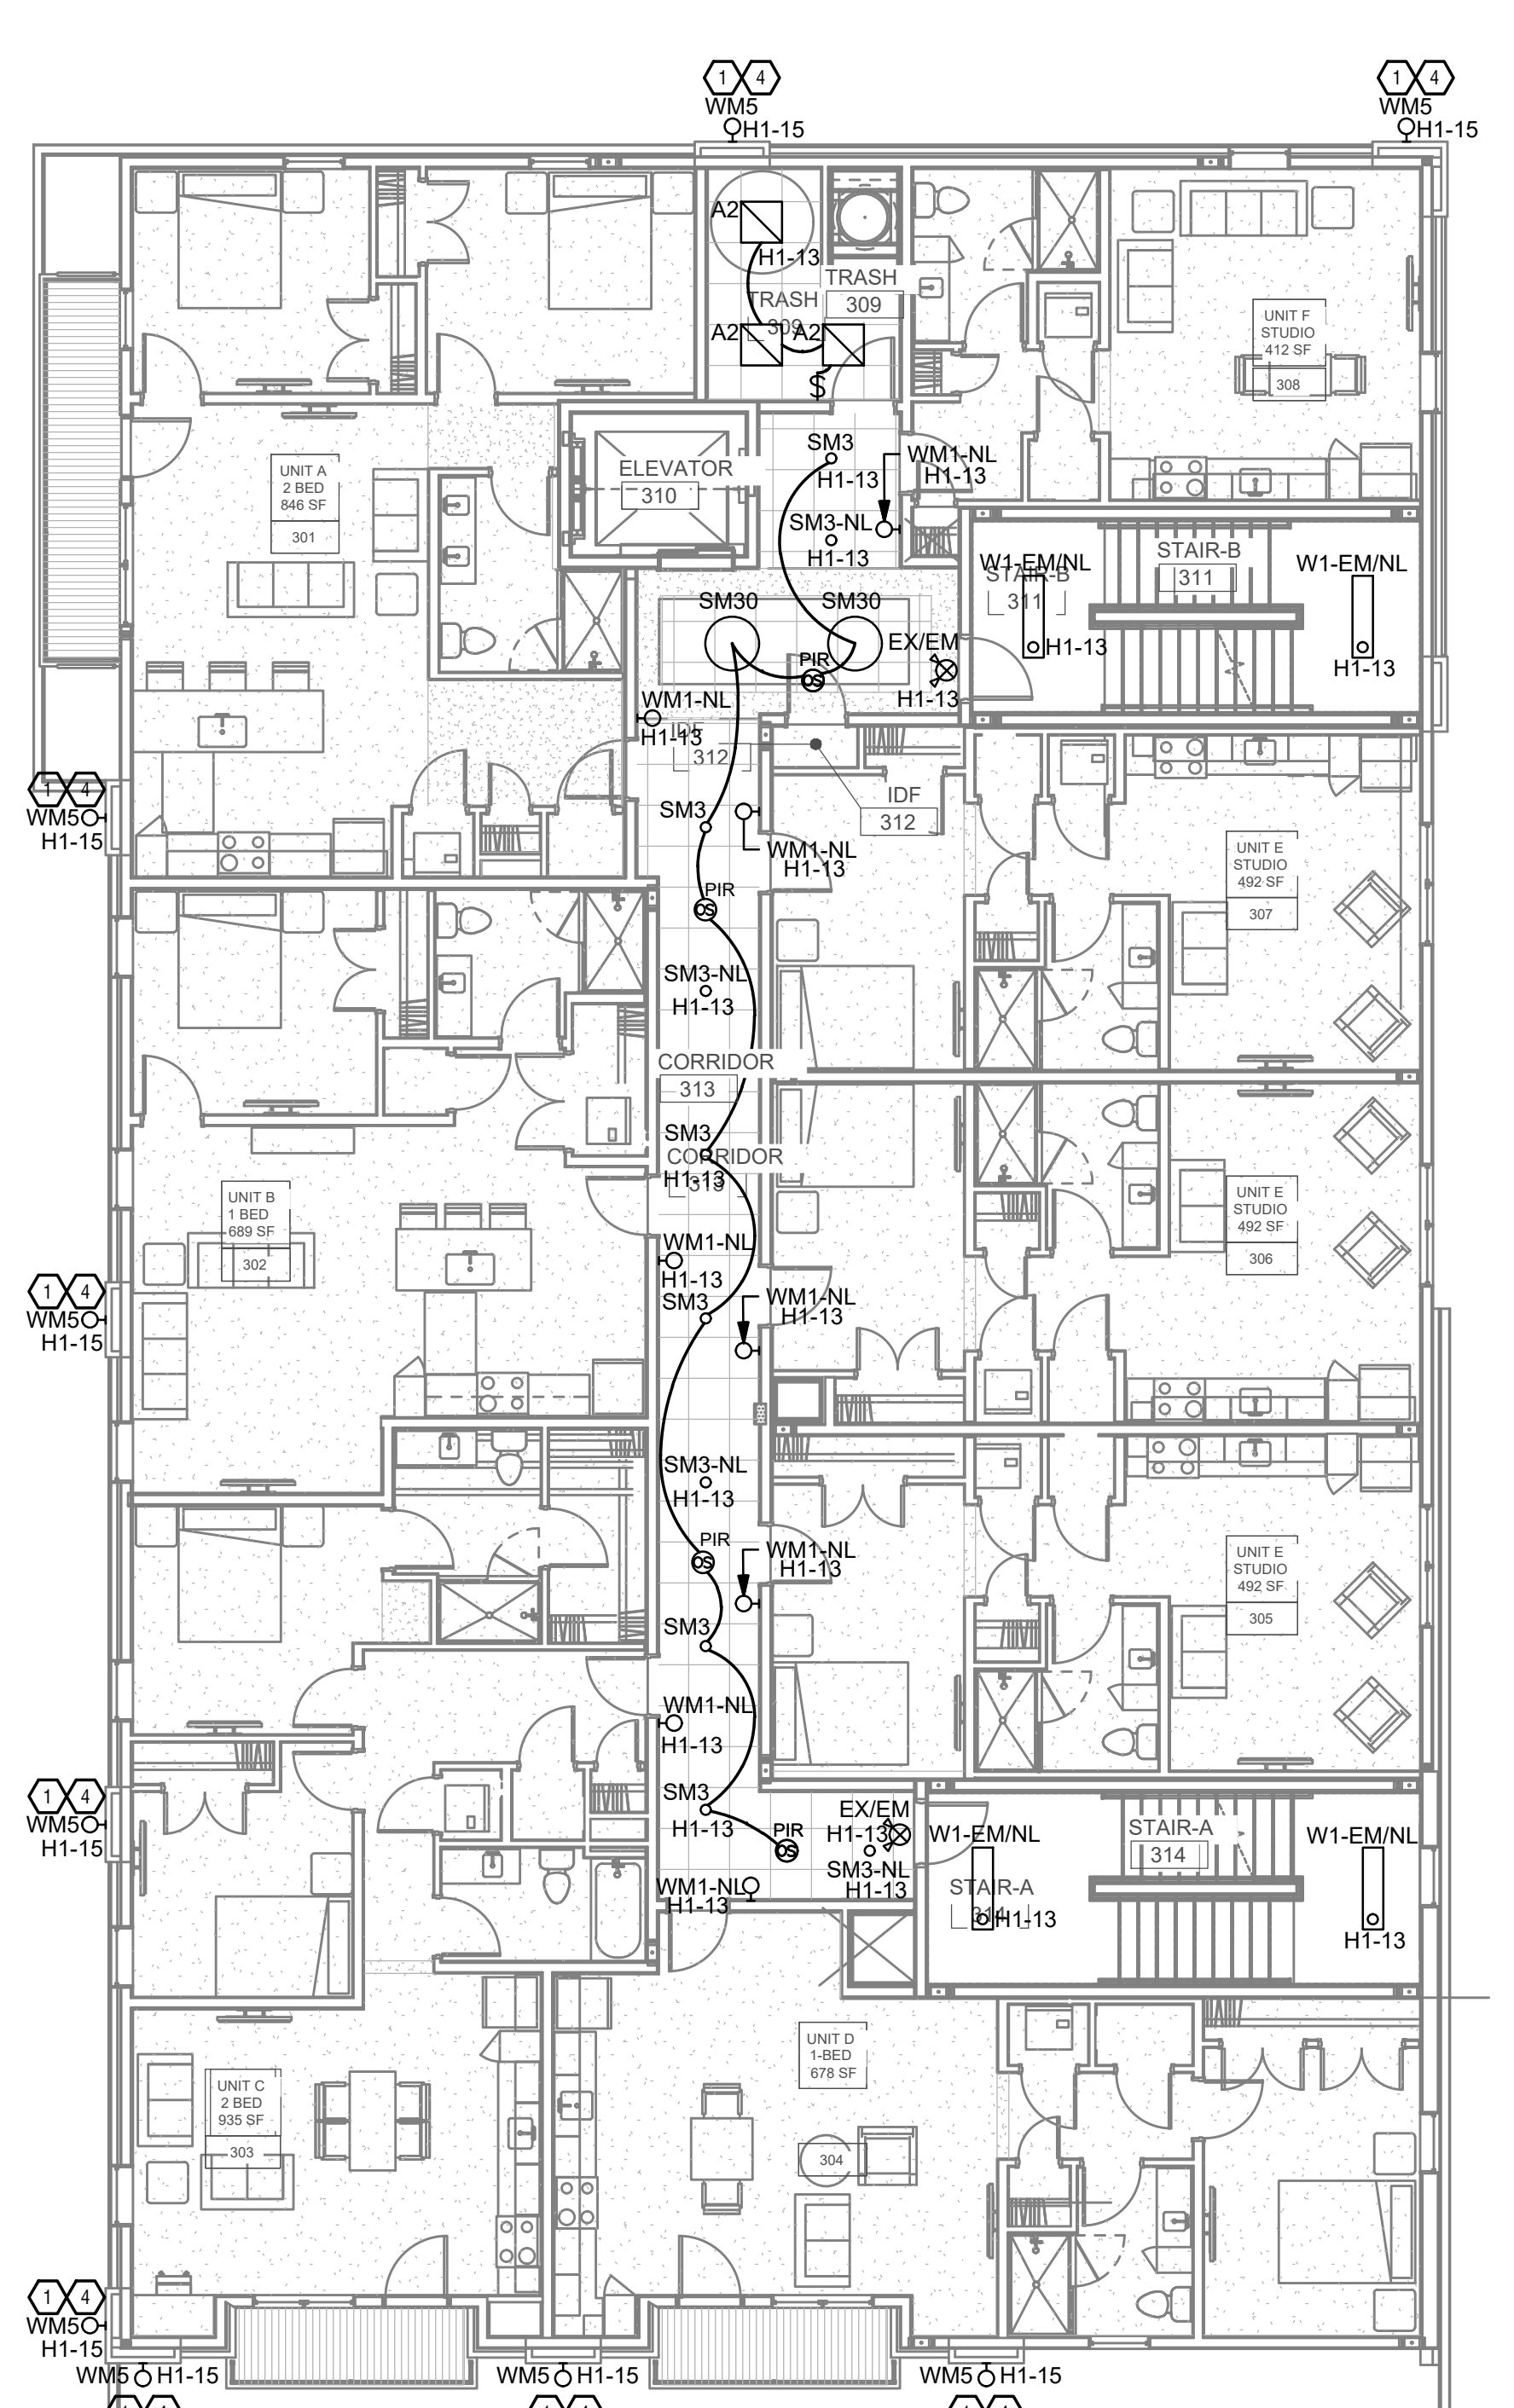 1 4
WM5
H1-15
1 4
WM5
H1-15
A2
H1-13
TRASH
309
TRASH
309
A2
A2
$
UNIT F
STUDIO
412 SF
308
SM3
H1-13
WM1-NL
H1-13
UNIT A
2 BED
846 SF
301
ELEVATOR
310
SM3-NL
H1-13
STAIR-B
311
W1-EM/NL
STAIR-B
311
H1-13
W1-EM/NL
H1-13
SM30
SM30
EX/EM
PIR
OS
H1-13
WM1-NL
H1-13
IDF
312
IDF
312
1 4
WM5
H1-15
SM3
WM1-NL
H1-13
UNIT E
STUDIO
492 SF
307
PIR
OS
SM3-NL
H1-13
CORRIDOR
313
SM3
CORRIDOR
313
H1-13
UNIT B
1 BED
689 SF
302
UNIT E
STUDIO
492 SF
306
WM1-NL
H1-13
SM3
WM1-NL
H1-13
1 4
WM5
H1-15
SM3-NL
H1-13
PIR
OS
WM1-NL
H1-13
UNIT E
STUDIO
492 SF
305
SM3
WM1-NL
H1-13
1 4
WM5
H1-15
SM3
H1-13
PIR
OS
EX/EM
H1-13
SM3-NL
H1-13
W1-EM/NL
STAIR-A
314
W1-EM/NL
WM1-NL
H1-13
STAIR-A
314
H1-13
H1-13
UNIT D
1-BED
678 SF
304
UNIT C
2 BED
935 SF
303
1 4
WM5
H1-15
WM5 H1-15
WM5 H1-15
WM5 H1-15